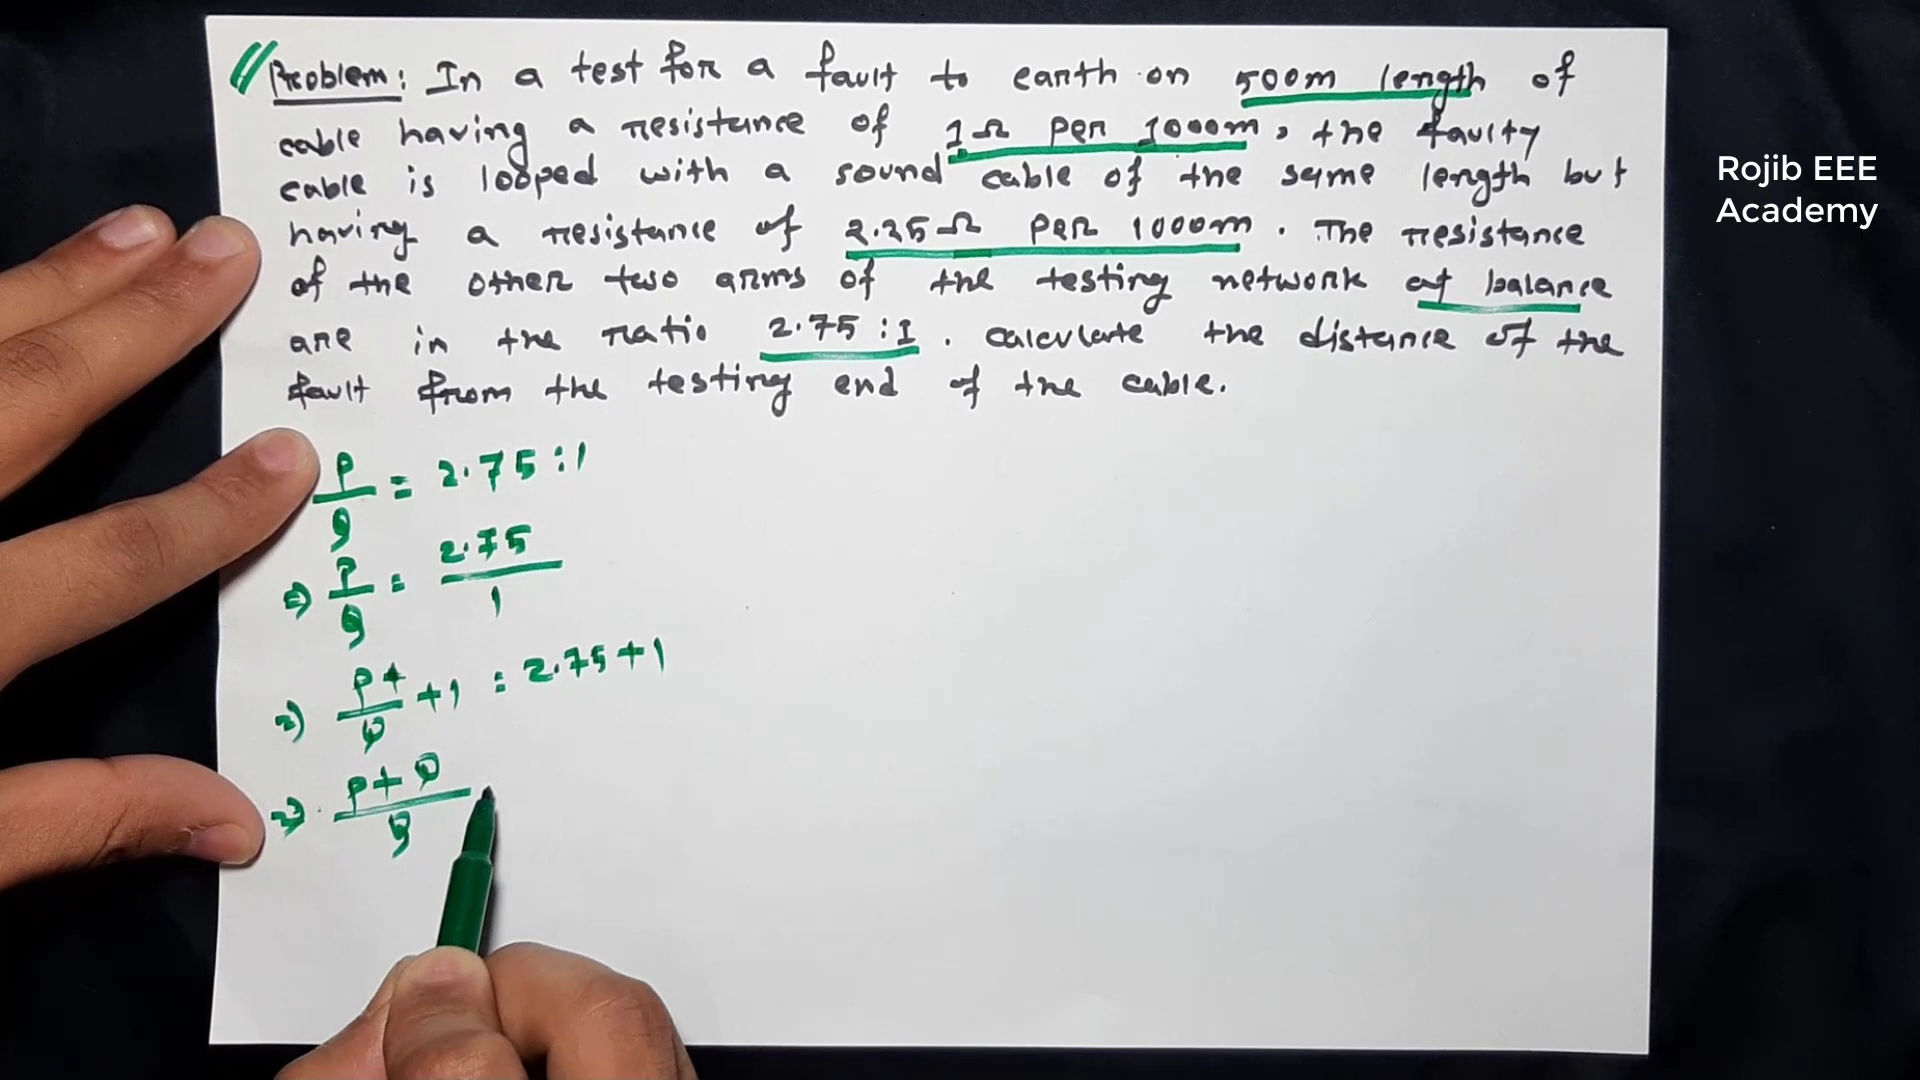 Problem: In a test for a fault to earth on 500m length of
cable having a resistance of 1Ω per 1000m, the faulty
cable is looped with a sound cable of the same length but
having a resistance of 2.25Ω per 1000m. The resistance
of the other two arms of the testing network at balance
are in the ratio 2.75:1. calculate the distance of the
fault from the testing end of the cable.
P/Q = 2.75:1
⇒ P/Q = 2.75/1
⇒ P+/Q +1 = 2.75+1
⇒ P+Q/Q
Rojib EEE
Academy